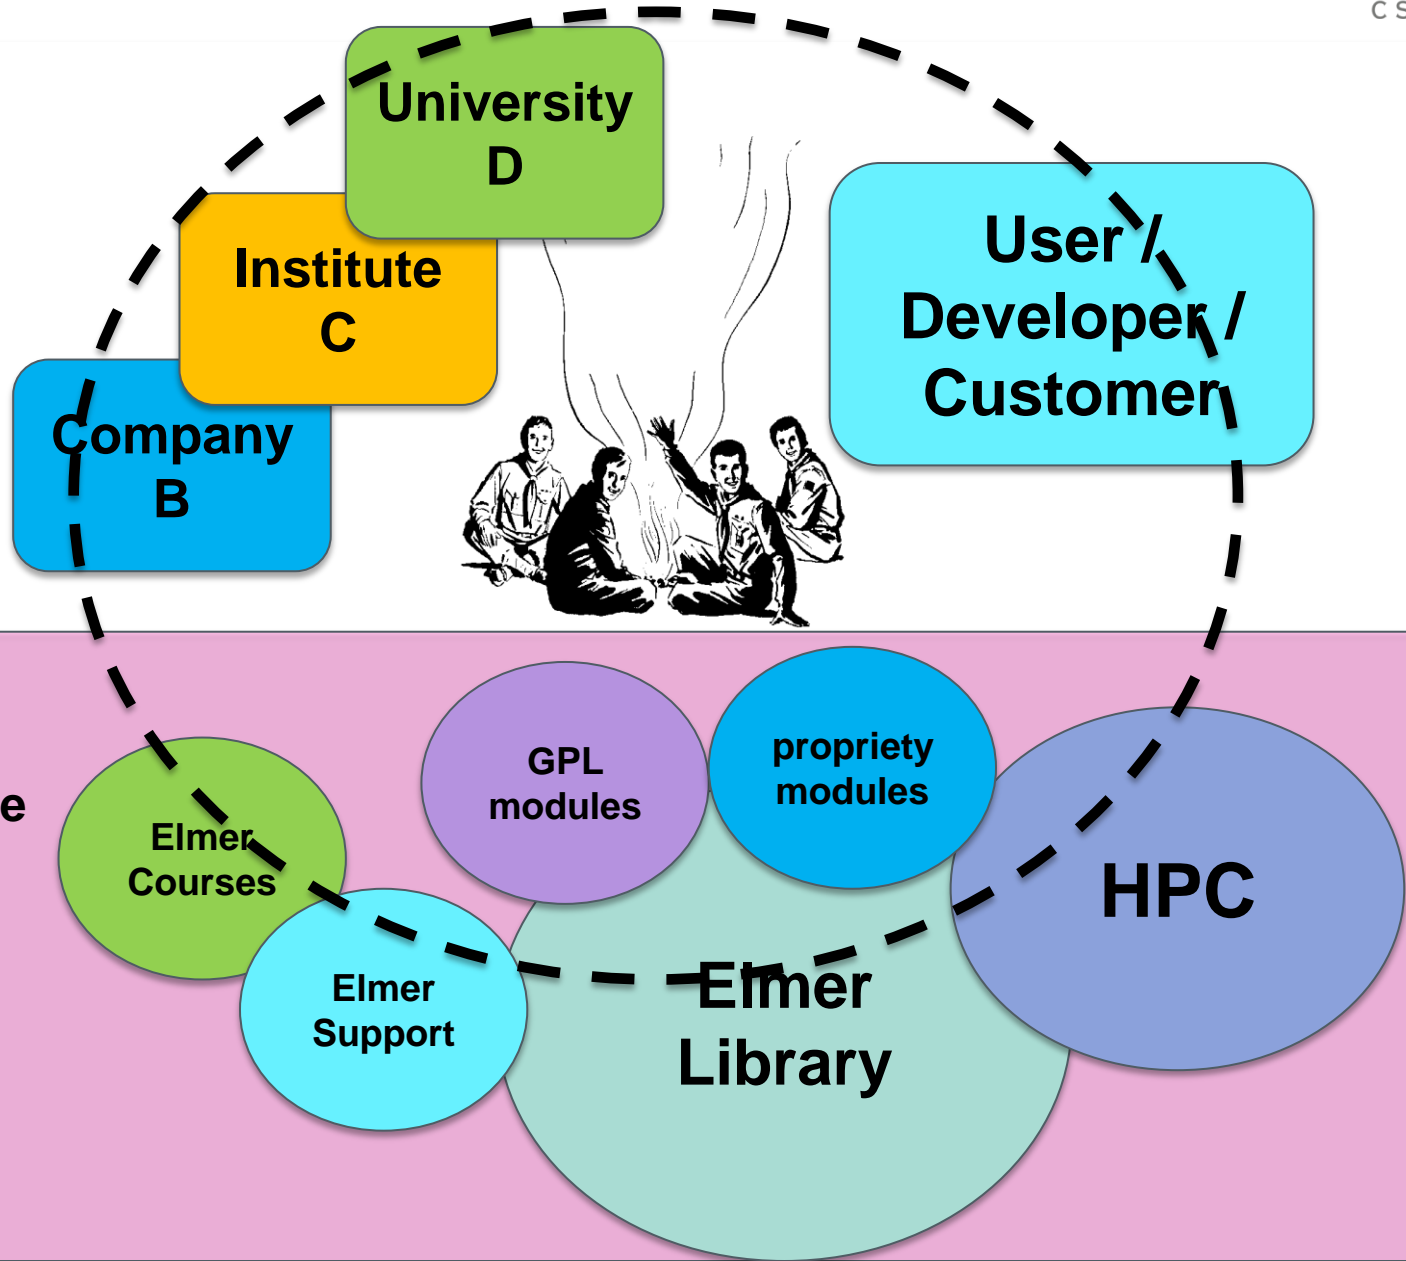 C S
University
D
Institute
C
Company
B
User /
Developer /
Customer
GPL
modules
propriety
modules
e
Elmer
Courses
HPC
Elmer
Support
Elmer
Library